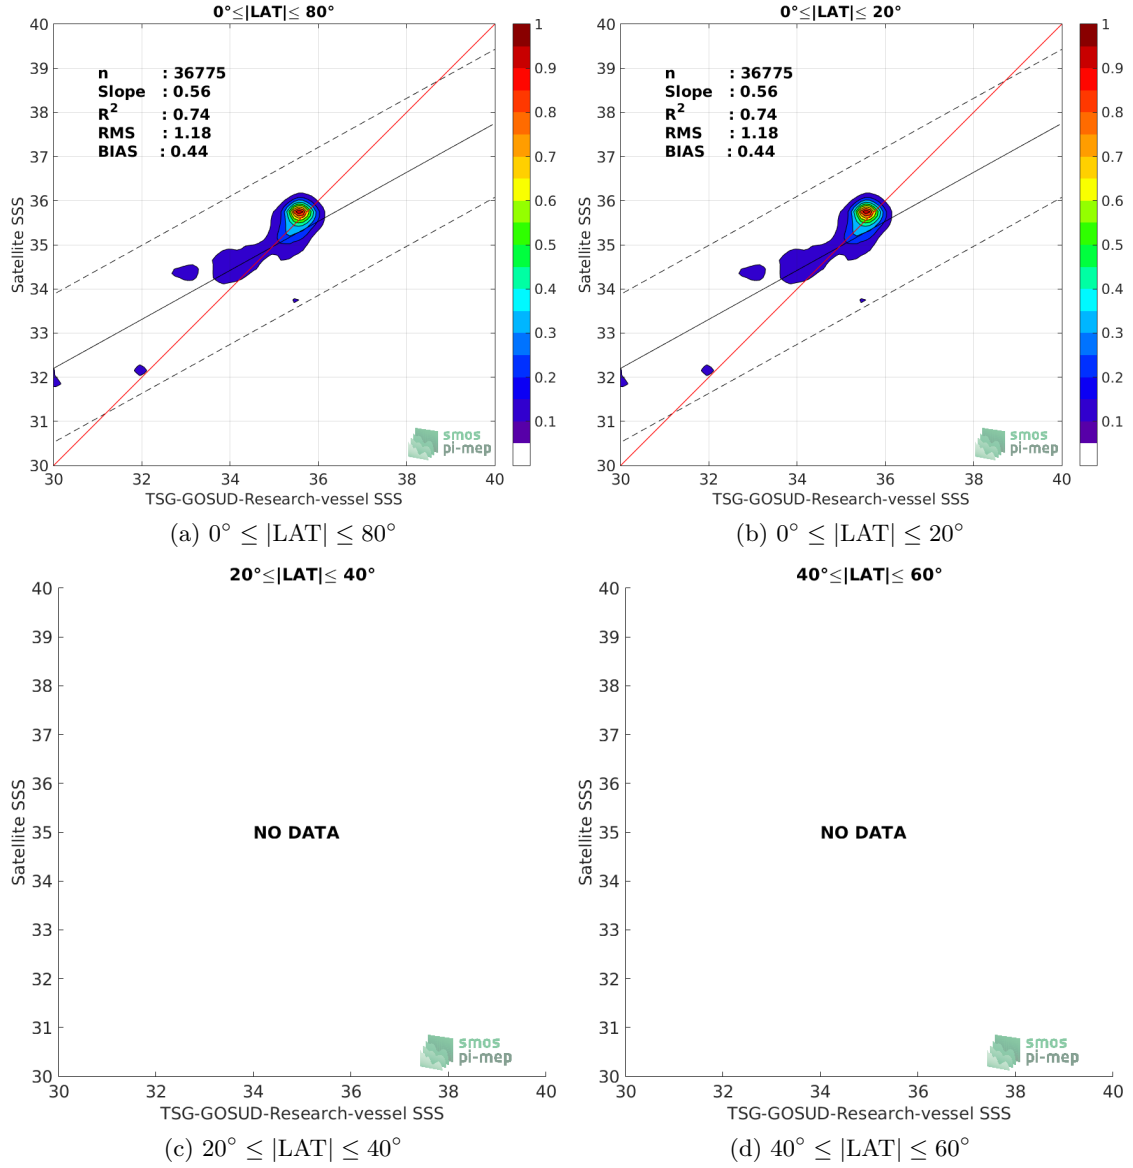 0°≤|LAT|≤ 80°
40
39
38
37
36
35
34
33
32
31
30
Satellite SSS
n : 36775
Slope : 0.56
R² : 0.74
RMS : 1.18
BIAS : 0.44
smos
pi-mep
30 32 34 36 38 40
TSG-GOSUD-Research-vessel SSS
1
0.9
0.8
0.7
0.6
0.5
0.4
0.3
0.2
0.1
(a) 0° ≤ |LAT| ≤ 80°
0°≤|LAT|≤ 20°
40
39
38
37
36
35
34
33
32
31
30
Satellite SSS
n : 36775
Slope : 0.56
R² : 0.74
RMS : 1.18
BIAS : 0.44
smos
pi-mep
30 32 34 36 38 40
TSG-GOSUD-Research-vessel SSS
1
0.9
0.8
0.7
0.6
0.5
0.4
0.3
0.2
0.1
(b) 0° ≤ |LAT| ≤ 20°
20°≤|LAT|≤ 40°
40
39
38
37
36
35
34
33
32
31
30
Satellite SSS
NO DATA
smos
pi-mep
30 32 34 36 38 40
TSG-GOSUD-Research-vessel SSS
(c) 20° ≤ |LAT| ≤ 40°
40°≤|LAT|≤ 60°
40
39
38
37
36
35
34
33
32
31
30
Satellite SSS
NO DATA
smos
pi-mep
30 32 34 36 38 40
TSG-GOSUD-Research-vessel SSS
(d) 40° ≤ |LAT| ≤ 60°